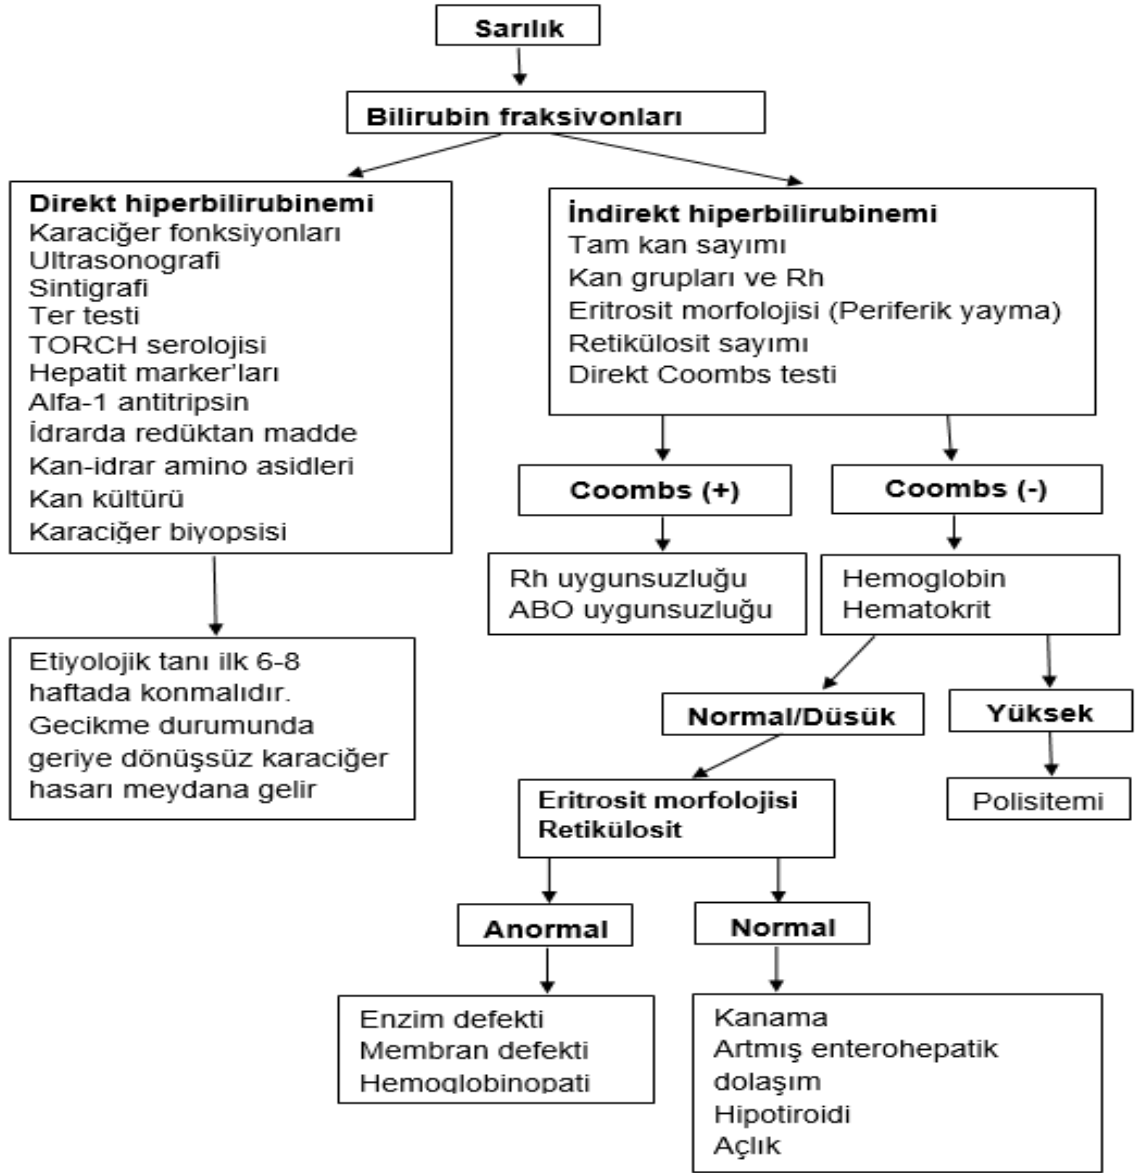 Sarılık
Bilirubin fraksivonları
Direkt hiperbilirubinemi
Karaciğer fonksiyonları
Ultrasonografi
Sintigrafi
Ter testi
TORCH serolojisi
Hepatit marker’ları
Alfa-1 antitripsin
İdrarda redüktan madde
Kan-idrar amino asidleri
Kan kültürü
Karaciğer biyopsisi
Etiyolojik tanı ilk 6-8
haftada konmalıdır.
Gecikme durumunda
geriye dönüşsüz karaciğer
hasarı meydana gelir
İndirekt hiperbilirubinemi
Tam kan sayımı
Kan grupları ve Rh
Eritrosit morfolojisi (Periferik yayma)
Retikülosit sayımı
Direkt Coombs testi
Coombs (+)
Rh uygunsuzluğu
ABO uygunsuzluğu
Coombs (-)
Hemoglobin
Hematokrit
Normal/Düsük
Yüksek
Polisitemi
Eritrosit morfolojisi
Retikülosit
Anormal
Enzim defekti
Membran defekti
Hemoglobinopati
Normal
Kanama
Artmış enterohepatik
dolaşım
Hipotiroidi
Açlık